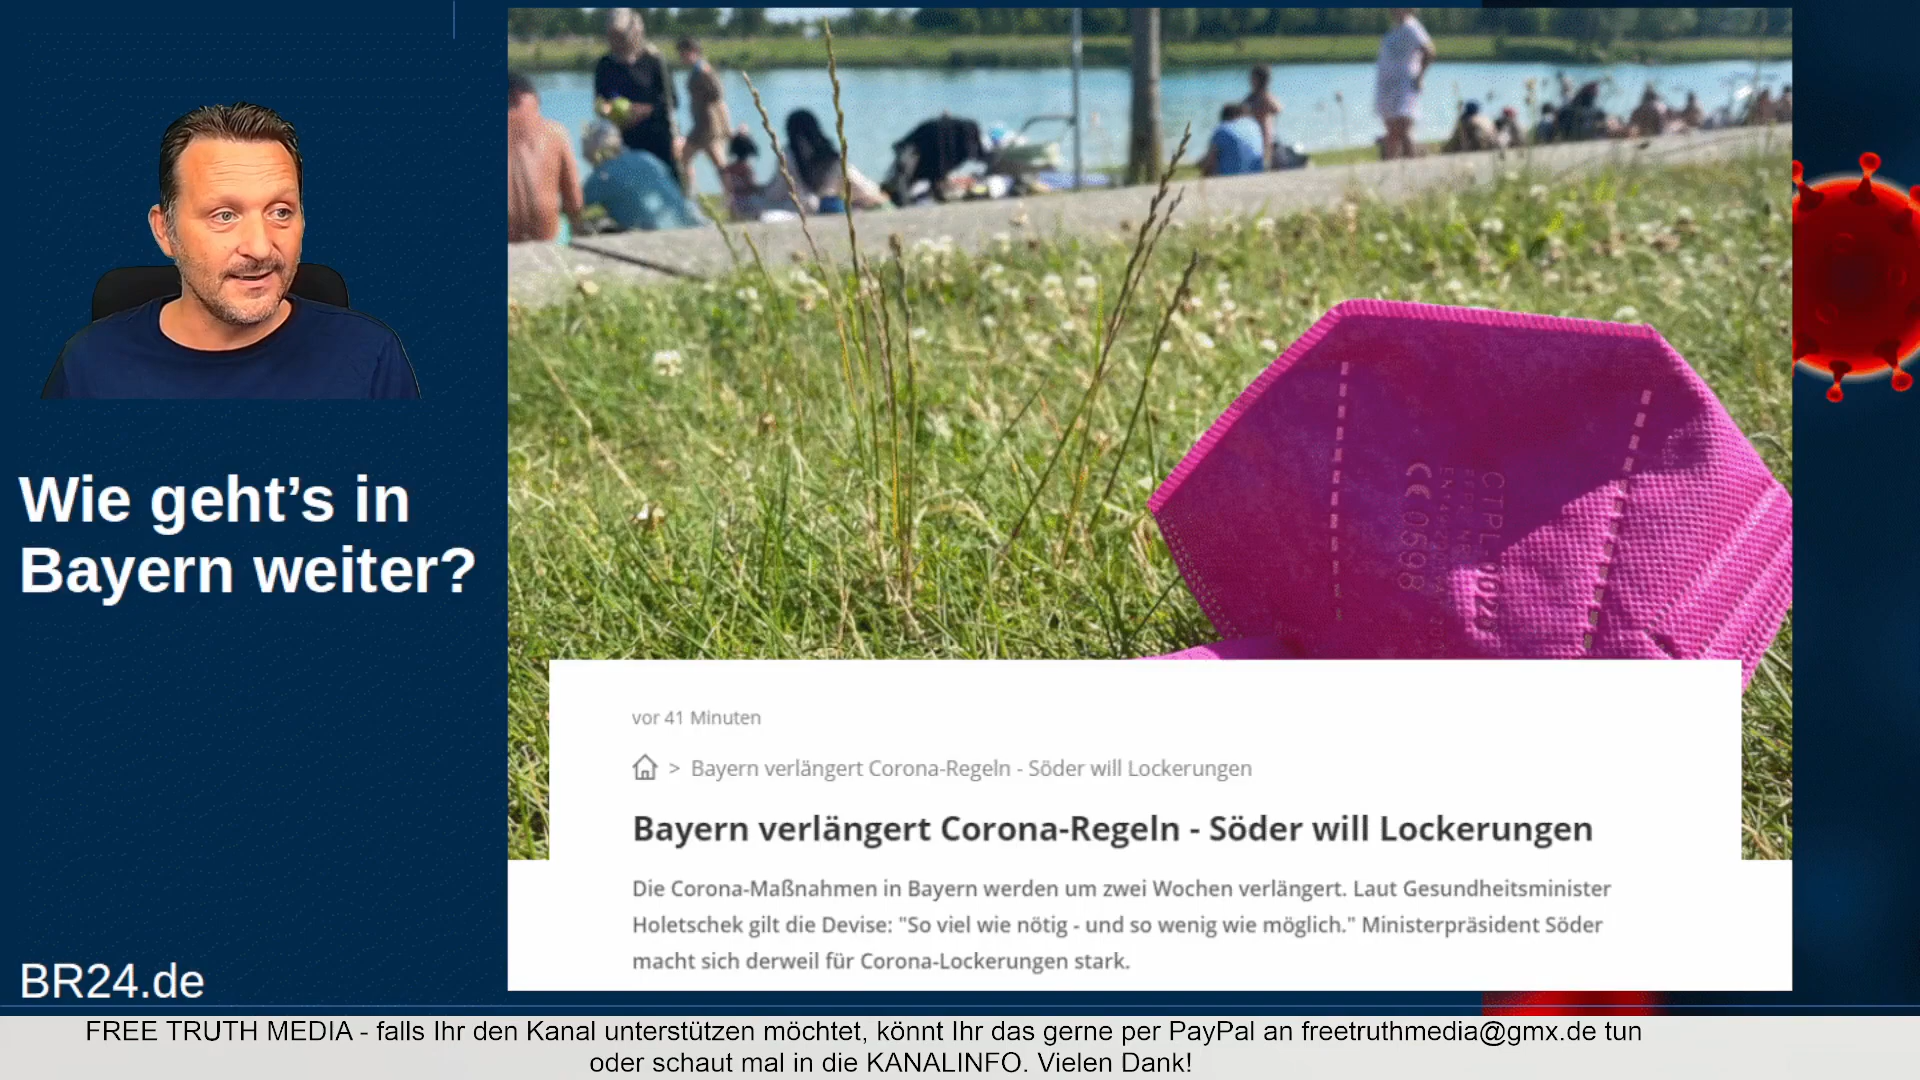 Wie geht’s in
Bayern weiter?
CE 0598
vor 41 Minuten
> Bayern verlängert Corona-Regeln - Söder will Lockerungen
Bayern verlängert Corona-Regeln - Söder will Lockerungen
Die Corona-Maßnahmen in Bayern werden um zwei Wochen verlängert. Laut Gesundheitsminister
Holetschek gilt die Devise: "So viel wie nötig - und so wenig wie möglich." Ministerpräsident Söder
macht sich derweil für Corona-Lockerungen stark.
BR24.de
FREE TRUTH MEDIA - falls Ihr den Kanal unterstützen möchtet, könnt Ihr das gerne per PayPal an freetruthmedia@gmx.de tun
oder schaut mal in die KANALINFO. Vielen Dank!